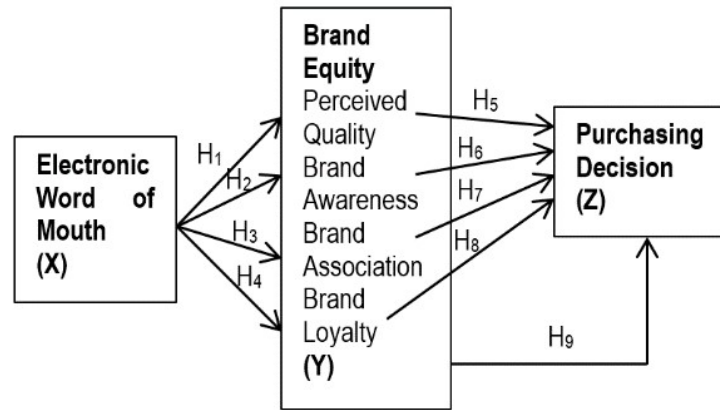 Electronic
Word of
Mouth
(X)
H1
H2
H3
H4
Brand
Equity
Perceived
Quality
Brand
Awareness
Brand
Association
Brand
Loyalty
(Y)
H5
H6
H7
H8
H9
Purchasing
Decision
(Z)